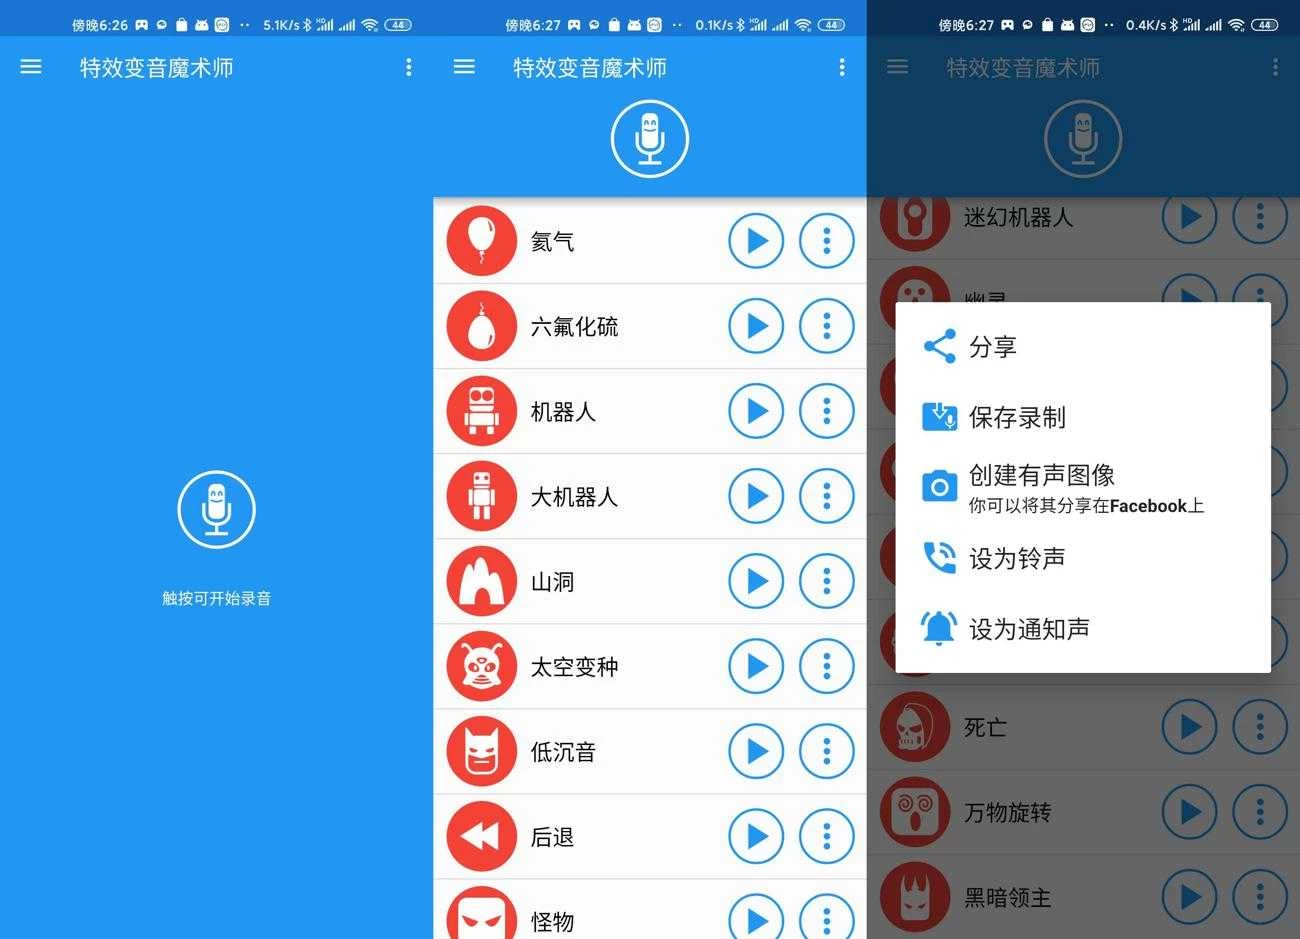 傍晚6:26
5.1K/s
HD
44
特效变音魔术师
触按可开始录音
傍晚6:27
0.1K/s
HD
44
特效变音魔术师
氦气
六氟化硫
机器人
大机器人
山洞
太空变种
低沉音
后退
怪物
傍晚6:27
0.4K/s
HD
44
特效变音魔术师
迷幻机器人
幽灵
分享
保存录制
创建有声图像
你可以将其分享在Facebook上
设为铃声
设为通知声
死亡
万物旋转
黑暗领主